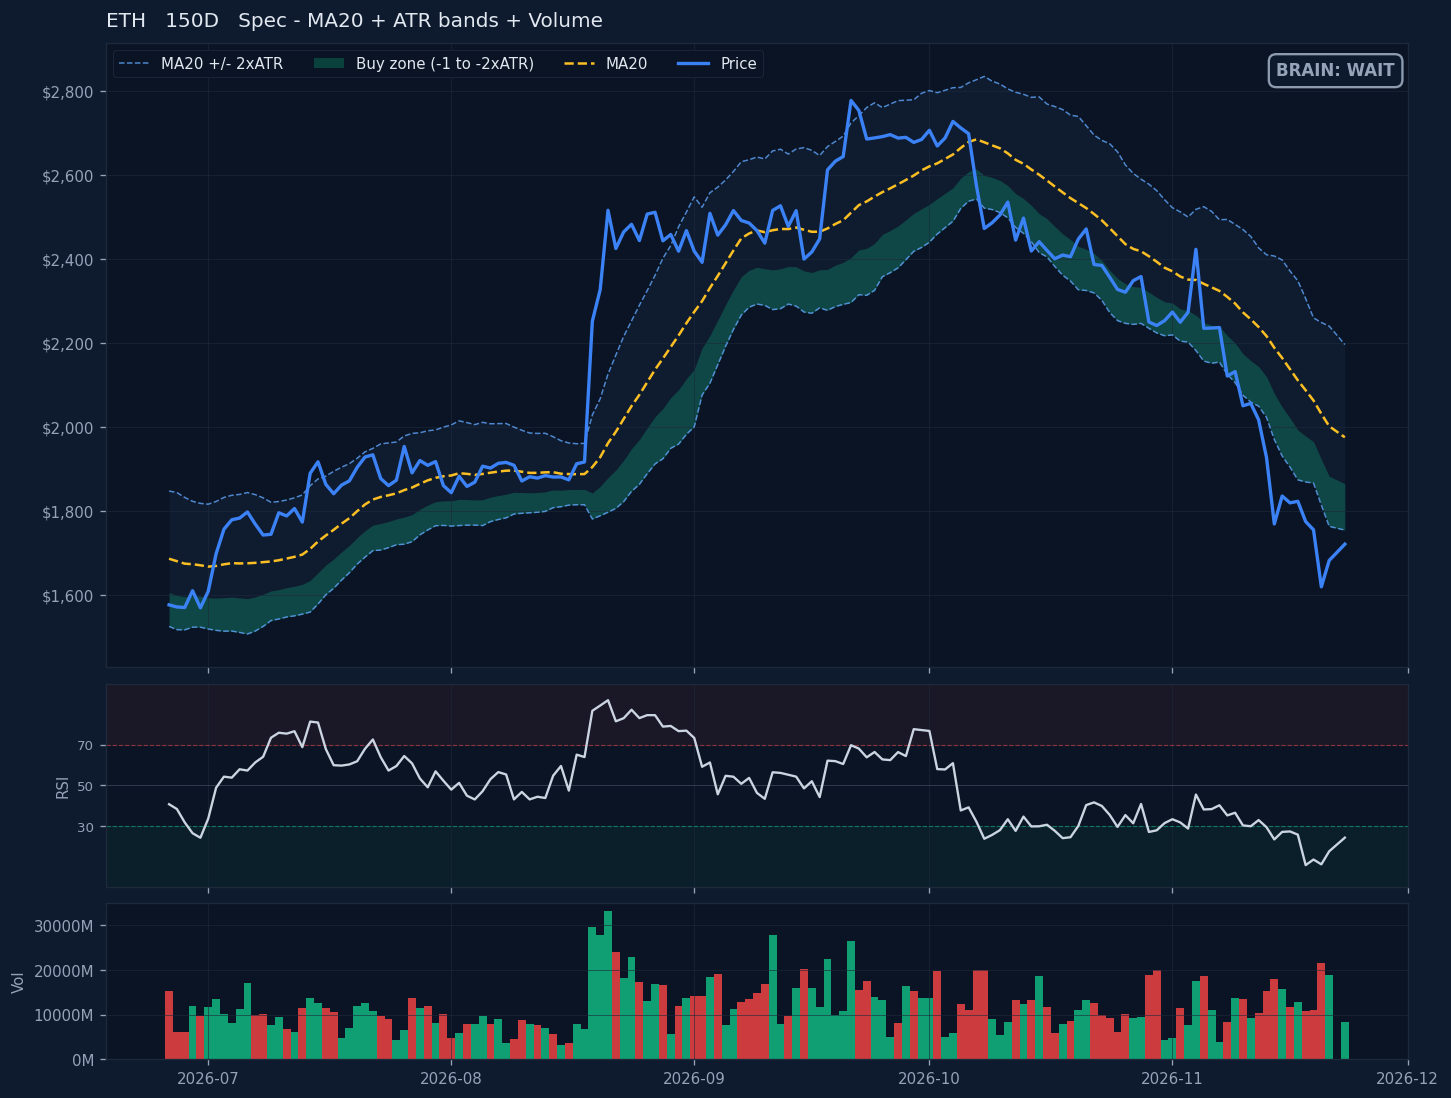 ETH   150D   Spec - MA20 + ATR bands + Volume
MA20 +/- 2xATR   Buy zone (-1 to -2xATR)   MA20   Price
BRAIN: WAIT
$2,800
$2,600
$2,400
$2,200
$2,000
$1,800
$1,600
RSI
70
50
30
Vol
30000M
20000M
10000M
0M
2026-07   2026-08   2026-09   2026-10   2026-11   2026-12